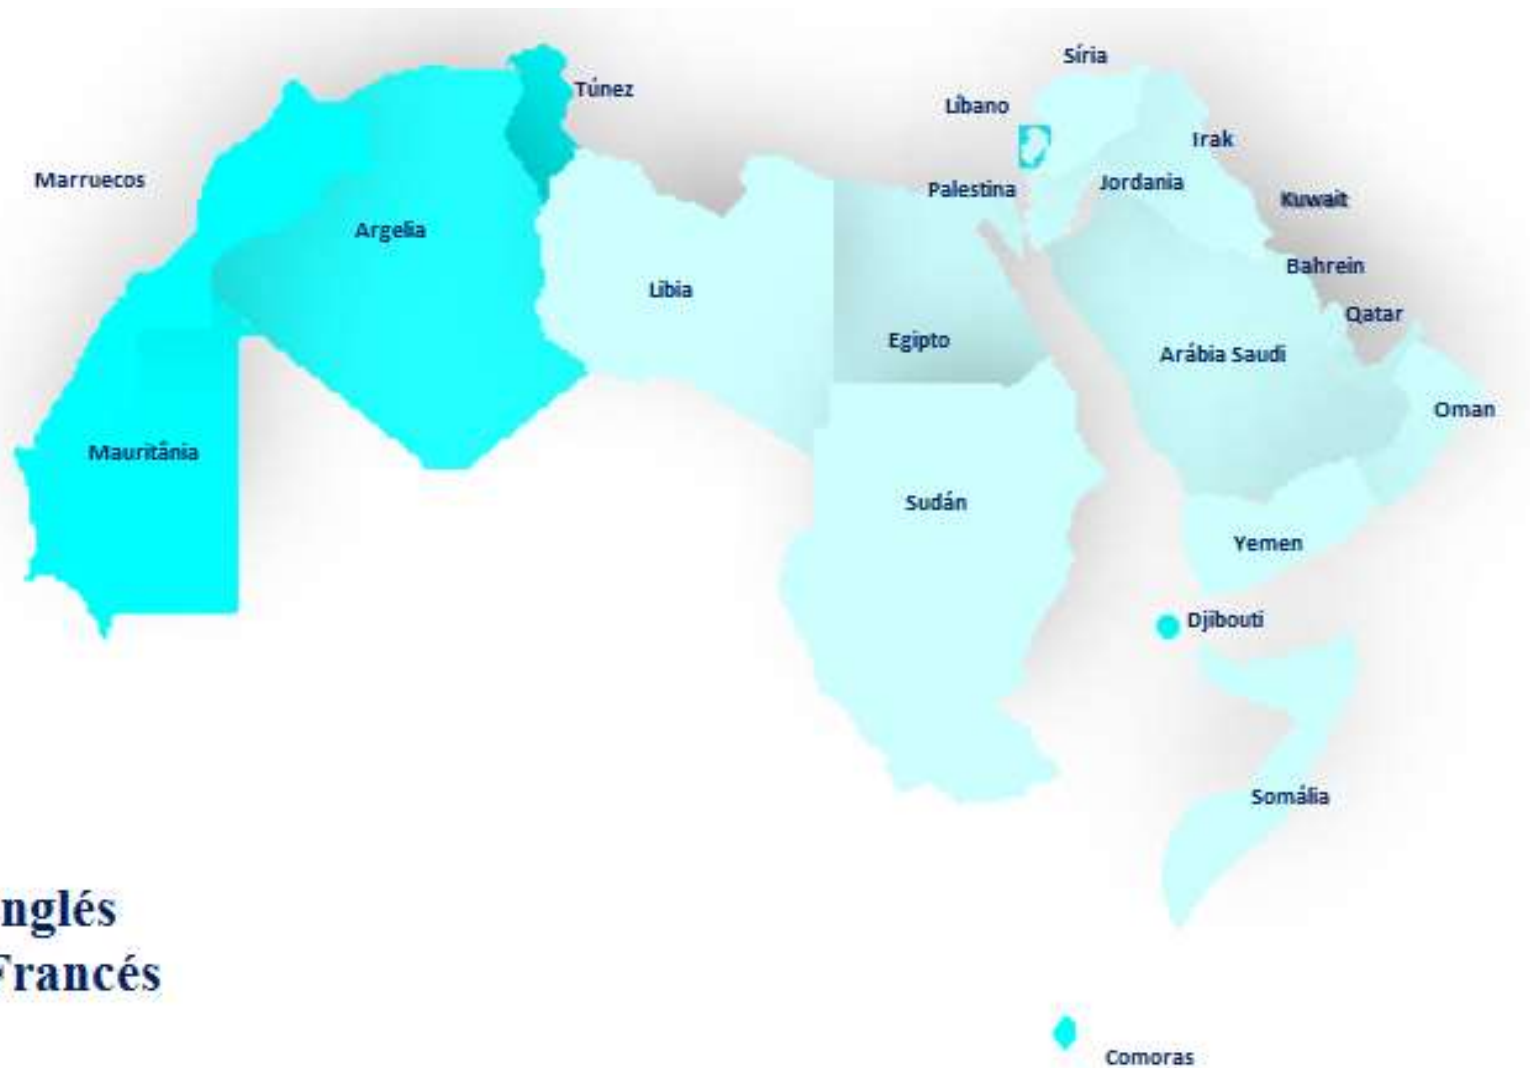 Síria
Túnez
Líbano
Irak
Marruecos
Palestina
Jordania
Kuwait
Argelia
Bahrein
Libia
Qatar
Egipto
Arábia Saudi
Oman
Mauritânia
Sudán
Yemen
Djibouti
Somália
nglés
Francés
Comoras